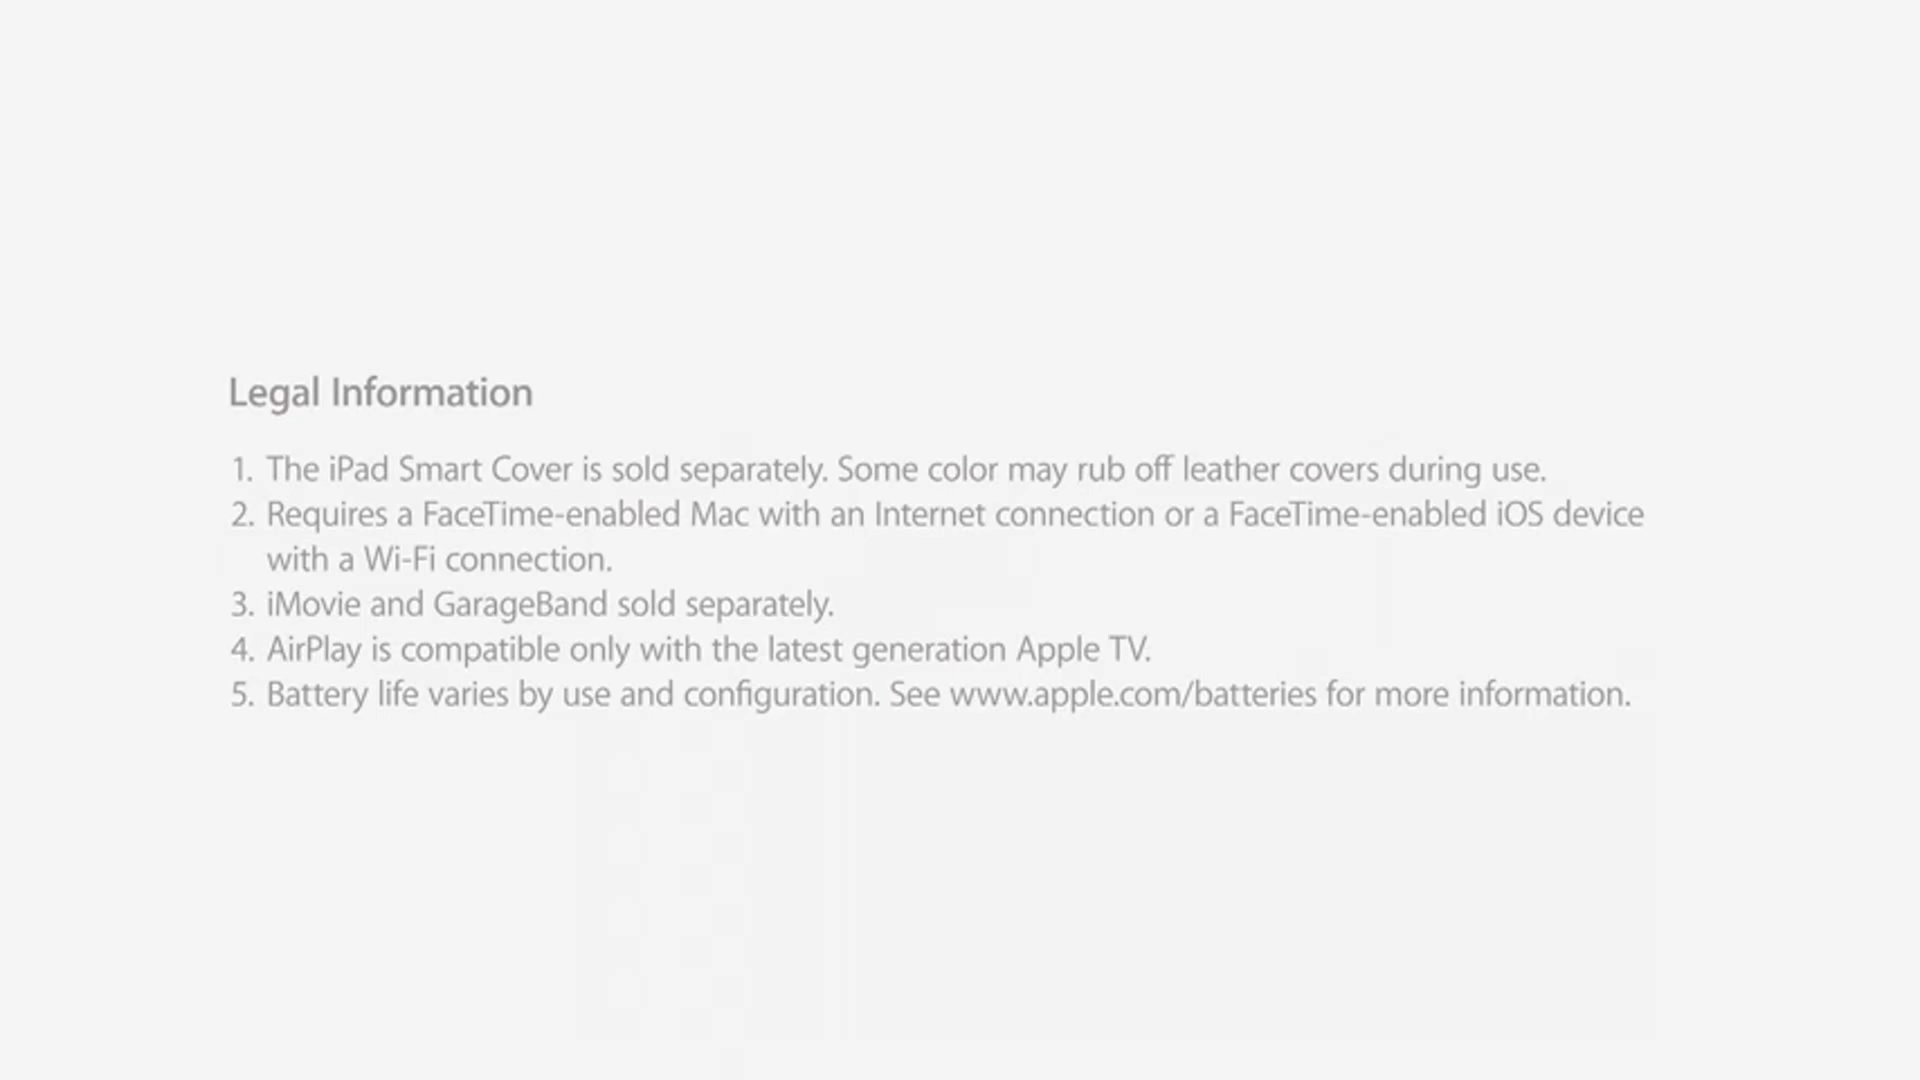 Legal Information
1. The iPad Smart Cover is sold separately. Some color may rub off leather covers during use.
2. Requires a FaceTime-enabled Mac with an Internet connection or a FaceTime-enabled iOS device
with a Wi-Fi connection.
3. iMovie and GarageBand sold separately.
4. AirPlay is compatible only with the latest generation Apple TV.
5. Battery life varies by use and configuration. See www.apple.com/batteries for more information.